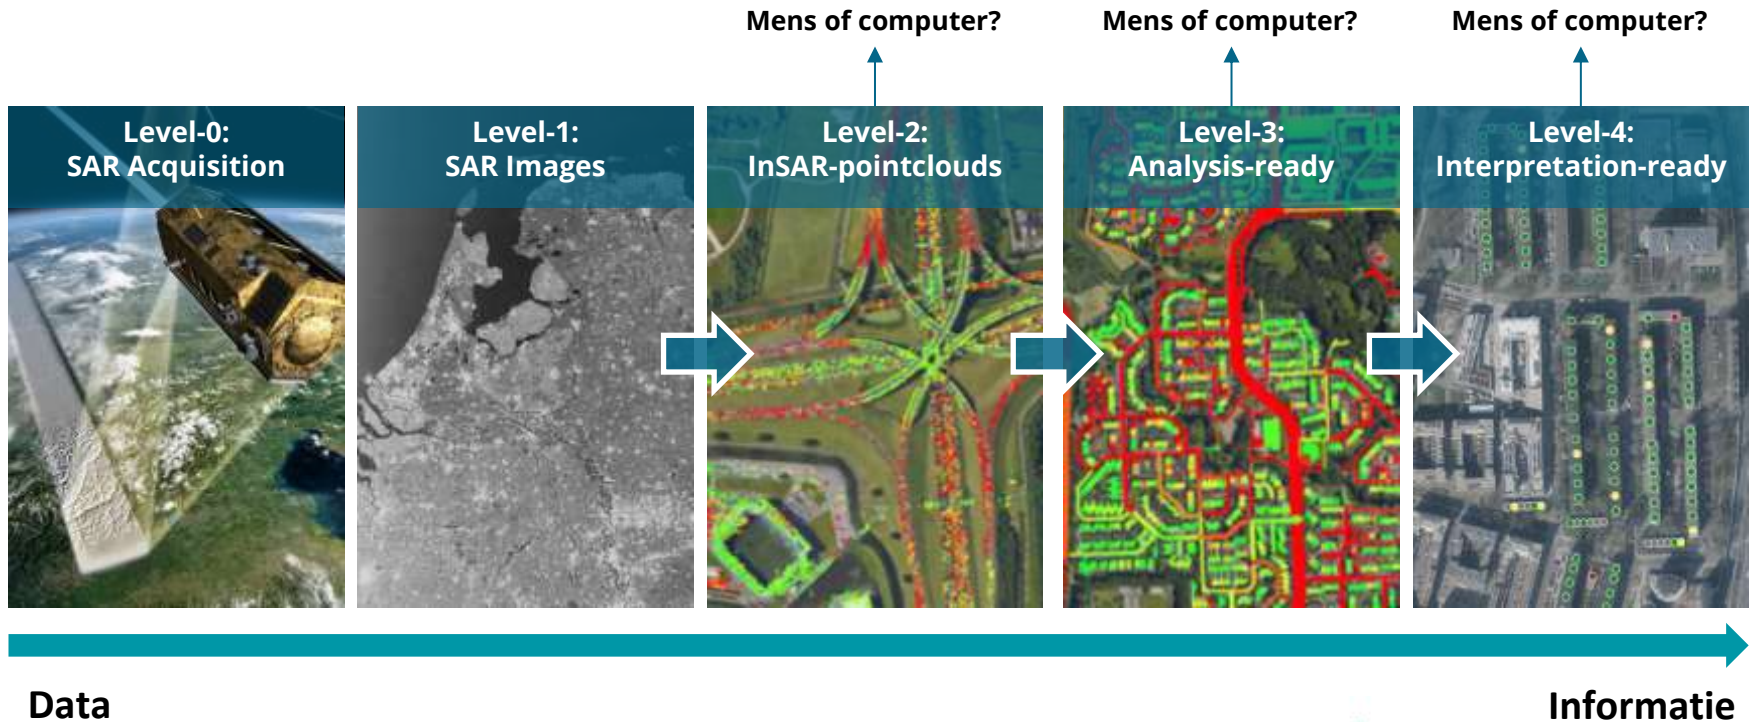 Mens of computer?
Mens of computer?
Mens of computer?
Level-0:
SAR Acquisition
Level-1:
SAR Images
Level-2:
InSAR-pointclouds
Level-3:
Analysis-ready
Level-4:
Interpretation-ready
Data
Informatie